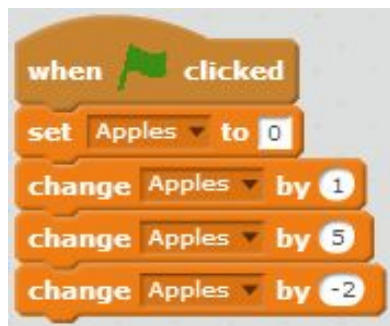 when clicked
set Apples to 0
change Apples by 1
change Apples by 5
change Apples by -2